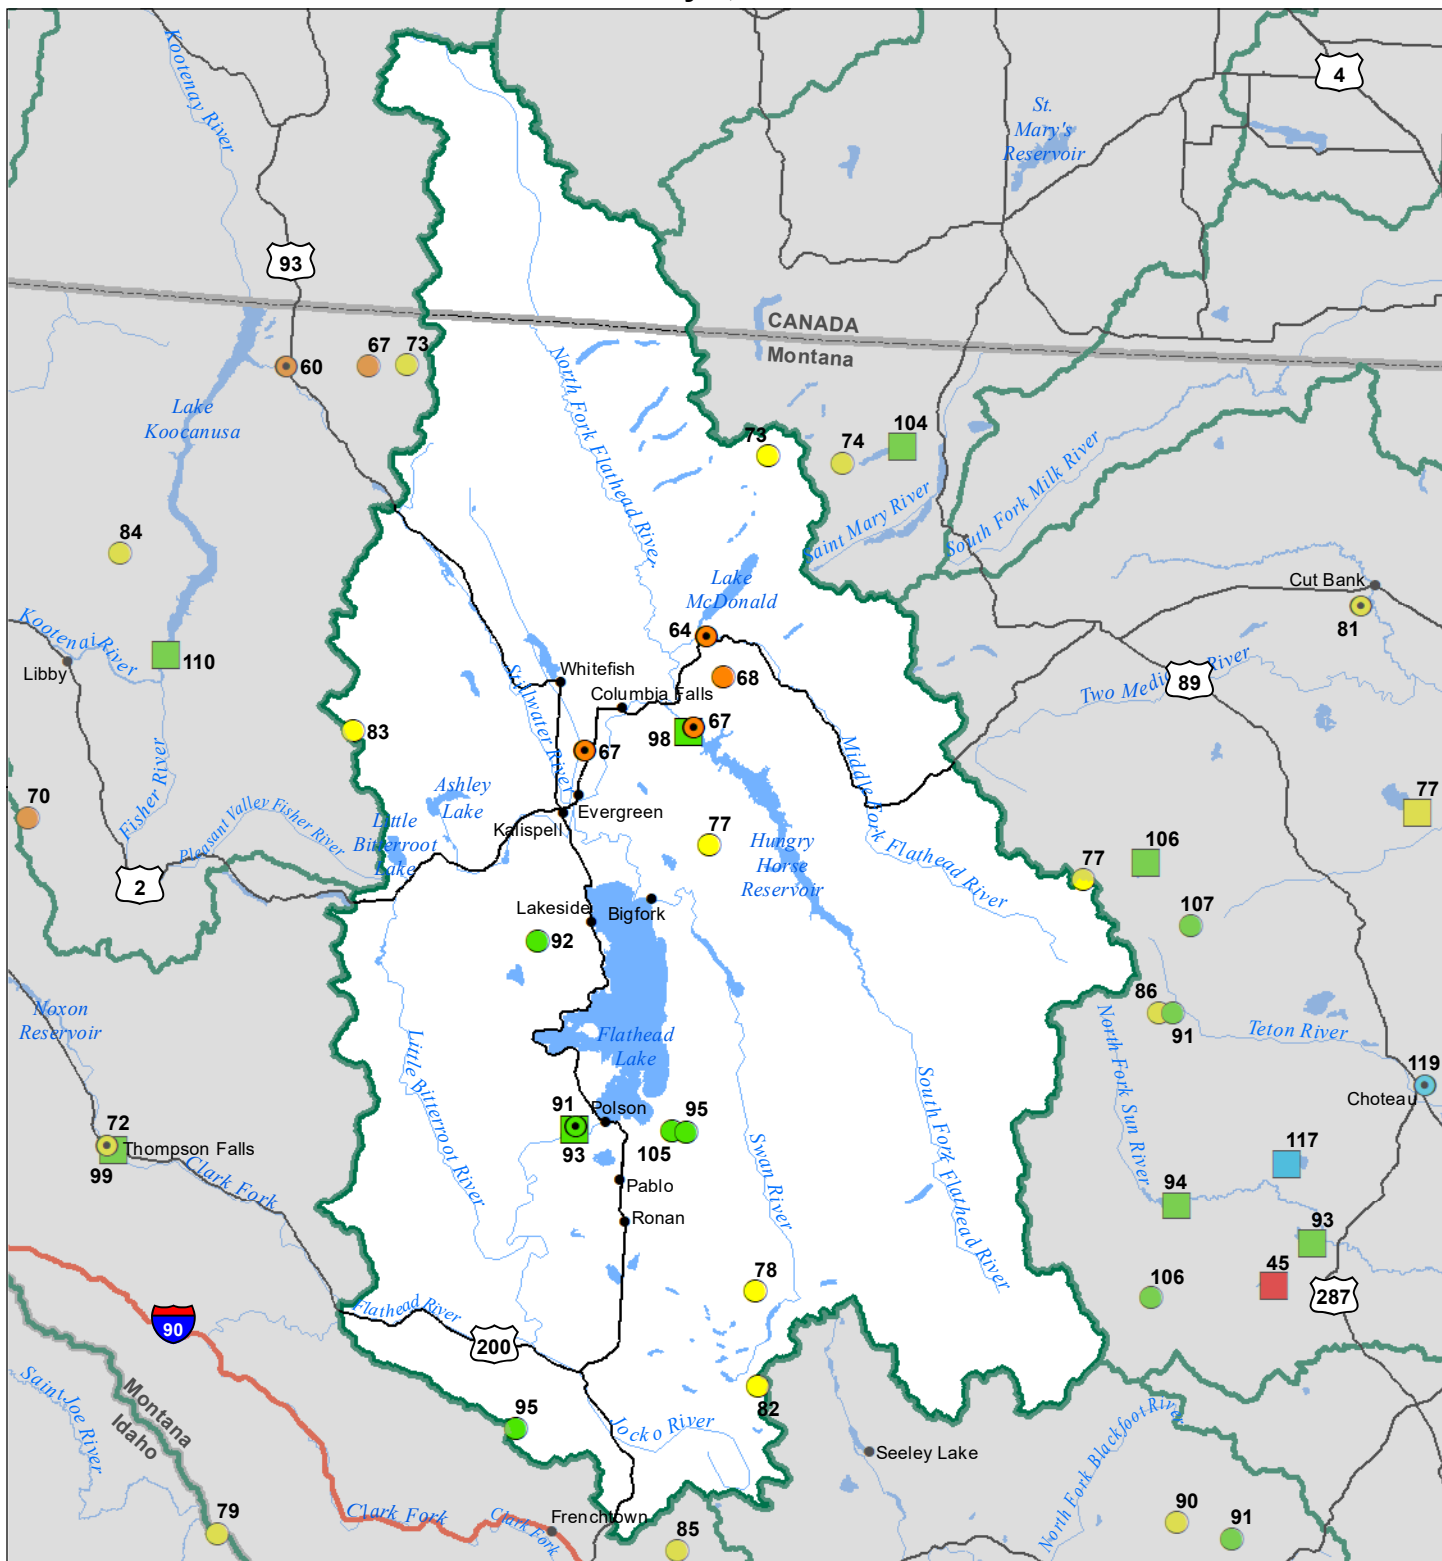 Kootenay River
St.
Mary's
Reservoir
4
93
CANADA
Montana
60
67
73
Lake
Koocanusa
North Fork Flathead River
73
74
104
Saint Mary River
South Fork Milk River
84
Lake
McDonald
Cut Bank
81
Kootenai River
Libby
110
64
68
Whitefish
Columbia Falls
Stillwater River
Two Medicine River
89
83
98
67
67
Middle Fork Flathead River
Ashley
Lake
70
Fisher River
Pleasant Valley Fisher River
Little
Bitterroot
Lake
Evergreen
Kalispell
77
Hungry
Horse
Reservoir
77
106
77
2
107
Lakeside
Bigfork
92
86
91
Noxon
Reservoir
Flathead
Lake
North Fork Sun River
Teton River
119
Choteau
Little Bitterroot River
South Fork Flathead River
72
Thompson Falls
99
Clark Fork
91
Polson
93
105
95
Swan River
117
94
Pablo
Ronan
93
45
106
287
78
90
Flathead River
200
82
95
Jocko River
Montana
Idaho
Saint Joe River
Seeley Lake
North Fork Blackfoot River
79
Clark Fork
Clark Fork
Frenchtown
85
90
91